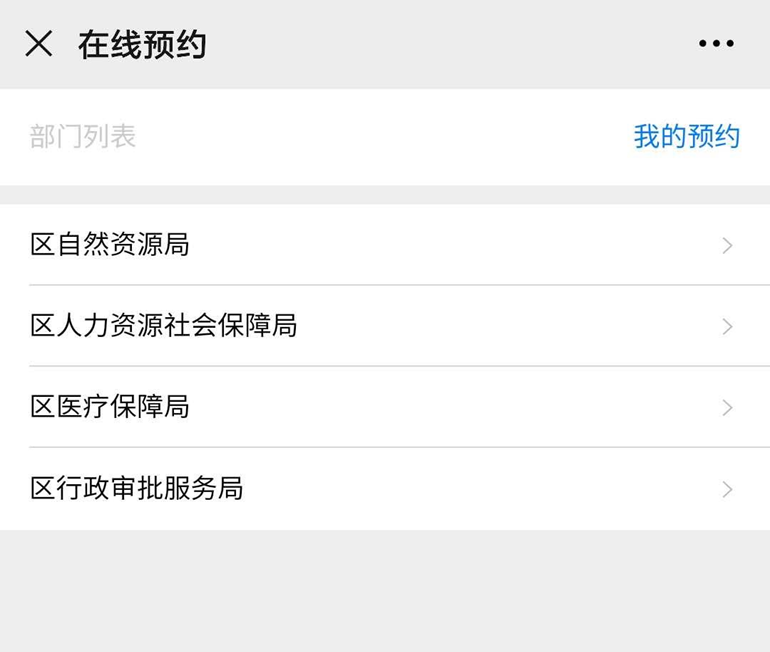 在线预约
部门列表 我的预约
区自然资源局
区人力资源社会保障局
区医疗保障局
区行政审批服务局